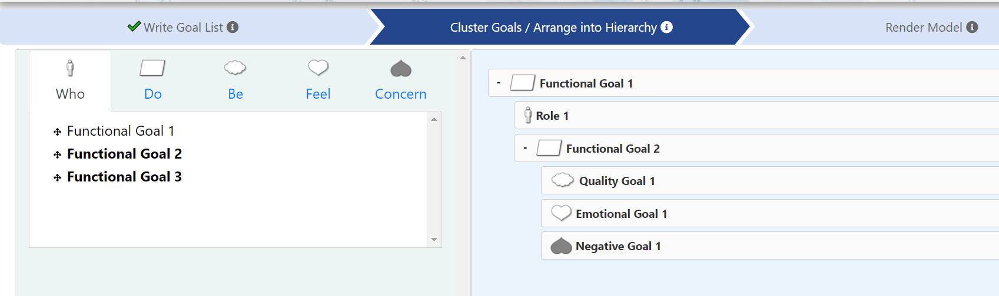 Write Goal List
Cluster Goals / Arrange into Hierarchy
Render Model
Who
Do
Be
Feel
Concern
Functional Goal 1
Functional Goal 2
Functional Goal 3
- Functional Goal 1
Role 1
- Functional Goal 2
Quality Goal 1
Emotional Goal 1
Negative Goal 1